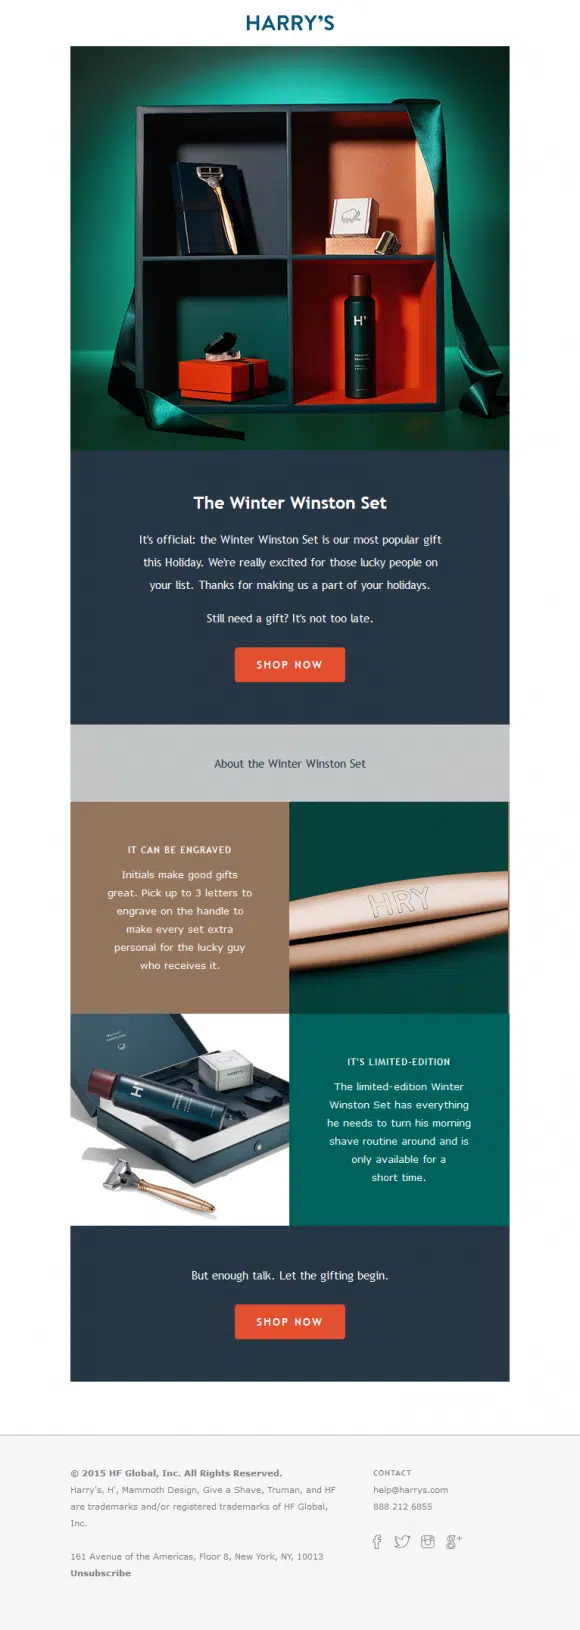 HARRY'S
H'
The Winter Winston Set
It's official: the Winter Winston Set is our most popular gift
this Holiday. We're really excited for those lucky people on
your list. Thanks for making us a part of your holidays.
Still need a gift? It's not too late.
SHOP NOW
About the Winter Winston Set
IT CAN BE ENGRAVED
Initials make good gifts
great. Pick up to 3 letters to
engrave on the handle to
make every set extra
personal for the lucky guy
who receives it.
HRY
H'
HARRY'S
IT'S LIMITED-EDITION
The limited-edition Winter
Winston Set has everything
he needs to turn his morning
shave routine around and is
only available for a
short time.
But enough talk. Let the gifting begin.
SHOP NOW
© 2015 HF Global, Inc. All Rights Reserved.
Harry's, H', Mammoth Design, Give a Shave, Truman, and HF
are trademarks and/or registered trademarks of HF Global,
Inc.
161 Avenue of the Americas, Floor 8, New York, NY, 10013
Unsubscribe
CONTACT
help@harrys.com
888 212 6855